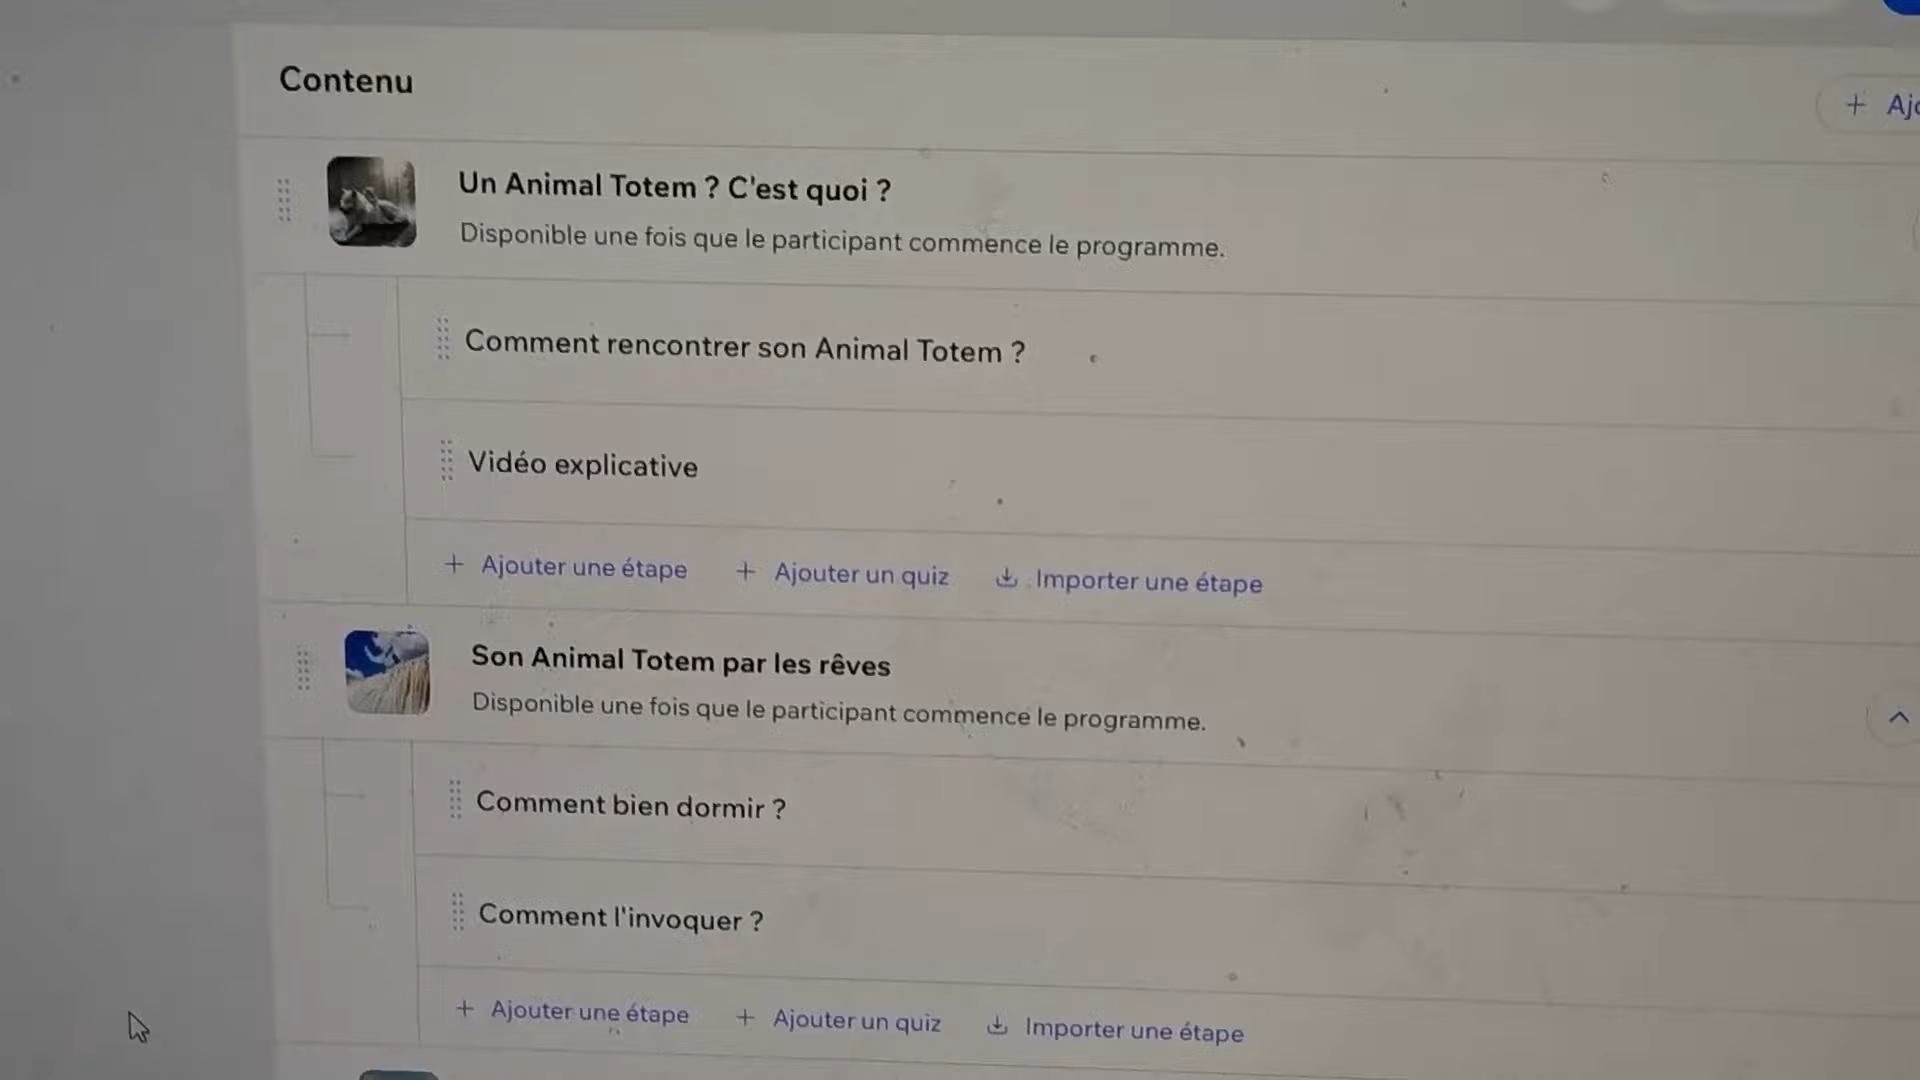 Contenu
+ Ajo
Un Animal Totem ? C'est quoi ?
Disponible une fois que le participant commence le programme.
Comment rencontrer son Animal Totem ?
Vidéo explicative
+ Ajouter une étape + Ajouter un quiz Importer une étape
Son Animal Totem par les rêves
Disponible une fois que le participant commence le programme.
Comment bien dormir ?
Comment l'invoquer ?
+ Ajouter une étape + Ajouter un quiz Importer une étape